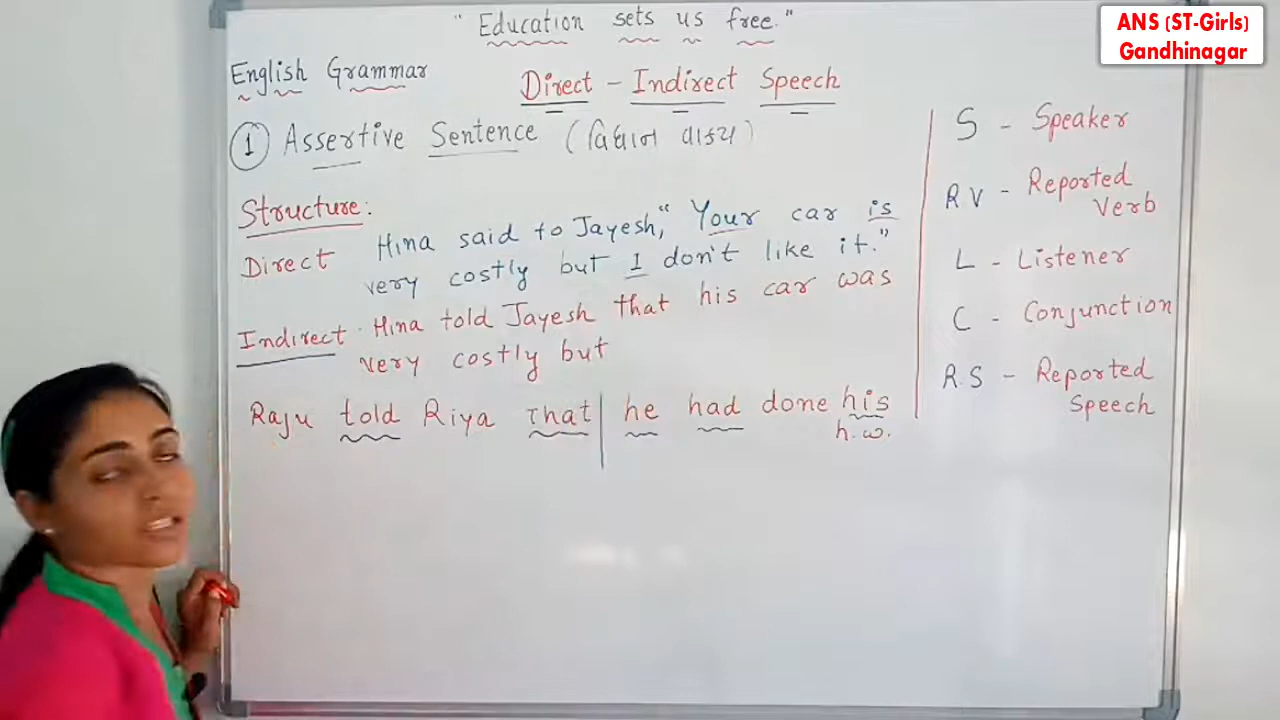 "Education sets us free."
ANS (ST-Girls)
Gandhinagar
English Grammar
Direct - Indirect Speech
① Assertive Sentence (વિધાન વાક્ય)
Structure:
Direct Hina said to Jayesh, “ Your car is
very costly but I don't like it."
Indirect · Hina told Jayesh that his car was
very costly but
Raju told Riya that | he had done his
h.w.
S - Speaker
RV - Reported
Verb
L - Listener
C - Conjunction
R.S - Reported
Speech